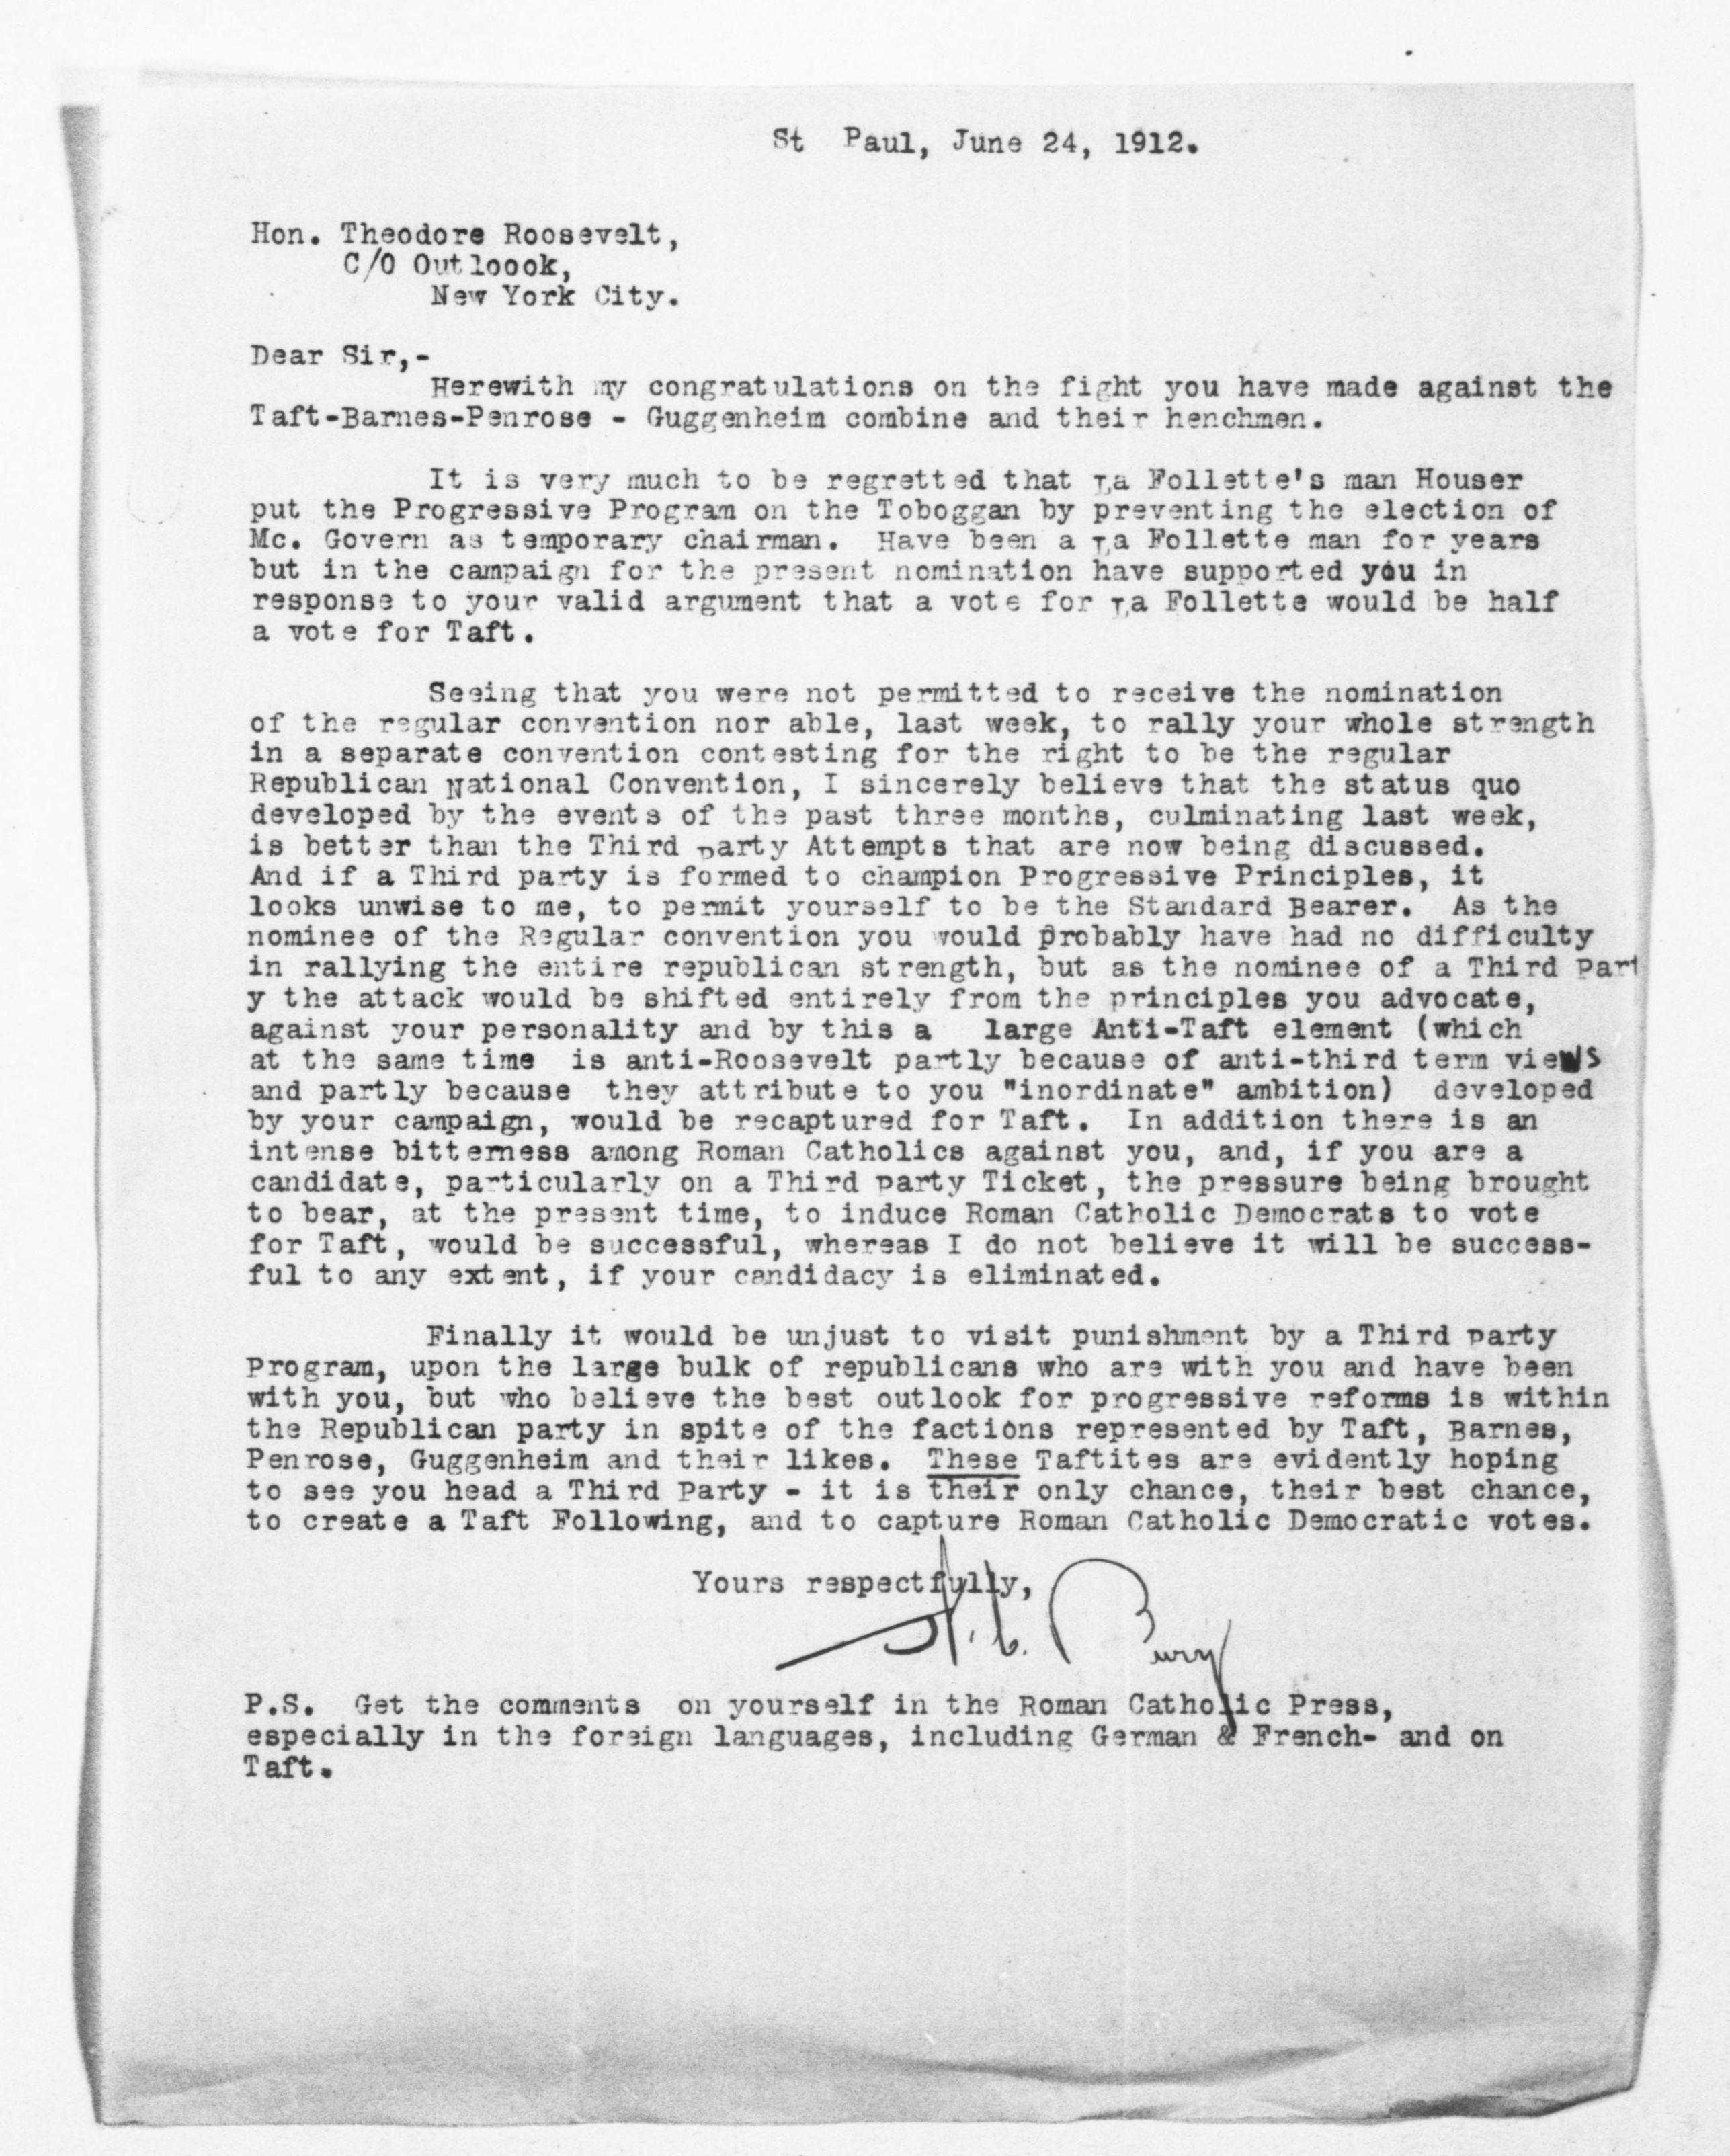 St Paul, June 24, 1912.
Hon. Theodore Roosevelt,
C/O Outloook,
New York City.
Dear Sir,-
Herewith my congratulations on the fight you have made against the
Taft-Barnes-Penrose - Guggenheim combine and their henchmen.
It is very much to be regretted that La Follette's man Houser
put the Progressive Program on the Toboggan by preventing the election of
Mc. Govern as temporary chairman. Have been a La Follette man for years
but in the campaign for the present nomination have supported you in
response to your valid argument that a vote for La Follette would be half
a vote for Taft.
Seeing that you were not permitted to receive the nomination
of the regular convention nor able, last week, to rally your whole strength
in a separate convention contesting for the right to be the regular
Republican National Convention, I sincerely believe that the status quo
developed by the events of the past three months, culminating last week,
is better than the Third Party Attempts that are now being discussed.
And if a Third party is formed to champion Progressive Principles, it
looks unwise to me, to permit yourself to be the Standard Bearer. As the
nominee of the Regular convention you would probably have had no difficulty
in rallying the entire republican strength, but as the nominee of a Third Part
y the attack would be shifted entirely from the principles you advocate,
against your personality and by this a large Anti-Taft element (which
at the same time is anti-Roosevelt partly because of anti-third term views
and partly because they attribute to you "inordinate" ambition) developed
by your campaign, would be recaptured for Taft. In addition there is an
intense bitterness among Roman Catholics against you, and, if you are a
candidate, particularly on a Third Party Ticket, the pressure being brought
to bear, at the present time, to induce Roman Catholic Democrats to vote
for Taft, would be successful, whereas I do not believe it will be success-
ful to any extent, if your candidacy is eliminated.
Finally it would be unjust to visit punishment by a Third Party
Program, upon the large bulk of republicans who are with you and have been
with you, but who believe the best outlook for progressive reforms is within
the Republican party in spite of the factions represented by Taft, Barnes,
Penrose, Guggenheim and their likes. These Taftites are evidently hoping
to see you head a Third Party - it is their only chance, their best chance,
to create a Taft Following, and to capture Roman Catholic Democratic votes.
Yours respectfully,
P.S. Get the comments on yourself in the Roman Catholic Press,
especially in the foreign languages, including German & French- and on
Taft.